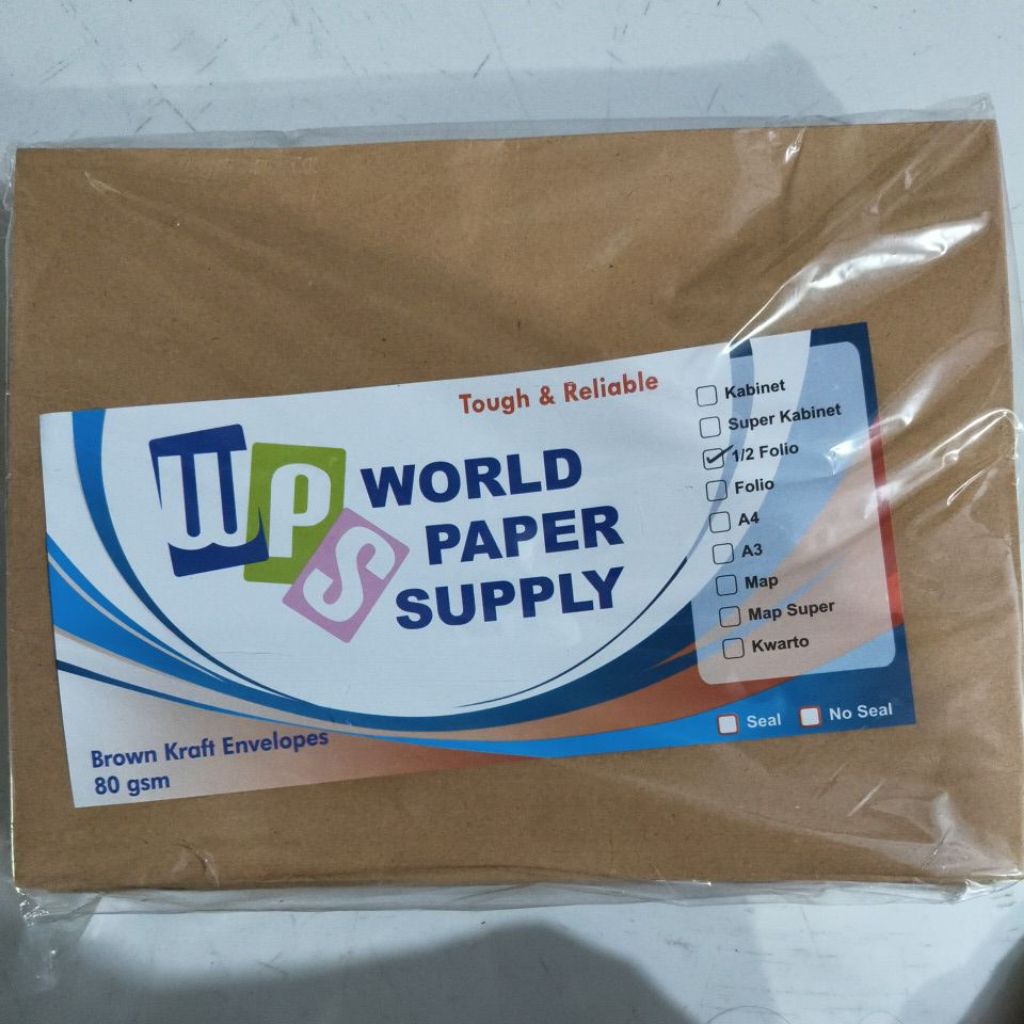 Tough & Reliable
WPS
WORLD
PAPER
SUPPLY
Kabinet
Super Kabinet
1/2 Folio
Folio
A4
A3
Map
Map Super
Kwarto
Seal No Seal
Brown Kraft Envelopes
80 gsm